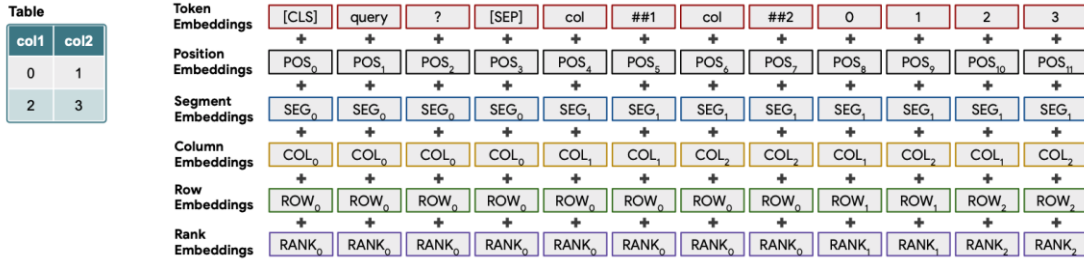 Table
col1 col2
0 1
2 3
Token Embeddings [CLS] query ? [SEP] col ##1 col ##2 0 1 2 3
+ + + + + + + + + + + +
Position Embeddings POS₀ POS₁ POS₂ POS₃ POS₄ POS₅ POS₆ POS₇ POS₈ POS₉ POS₁₀ POS₁₁
+ + + + + + + + + + + +
Segment Embeddings SEG₀ SEG₀ SEG₀ SEG₀ SEG₁ SEG₁ SEG₁ SEG₁ SEG₁ SEG₁ SEG₁ SEG₁
+ + + + + + + + + + + +
Column Embeddings COL₀ COL₀ COL₀ COL₀ COL₁ COL₁ COL₂ COL₂ COL₁ COL₂ COL₁ COL₂
+ + + + + + + + + + + +
Row Embeddings ROW₀ ROW₀ ROW₀ ROW₀ ROW₀ ROW₀ ROW₀ ROW₀ ROW₁ ROW₁ ROW₂ ROW₂
+ + + + + + + + + + + +
Rank Embeddings RANK₀ RANK₀ RANK₀ RANK₀ RANK₀ RANK₀ RANK₀ RANK₀ RANK₁ RANK₁ RANK₂ RANK₂